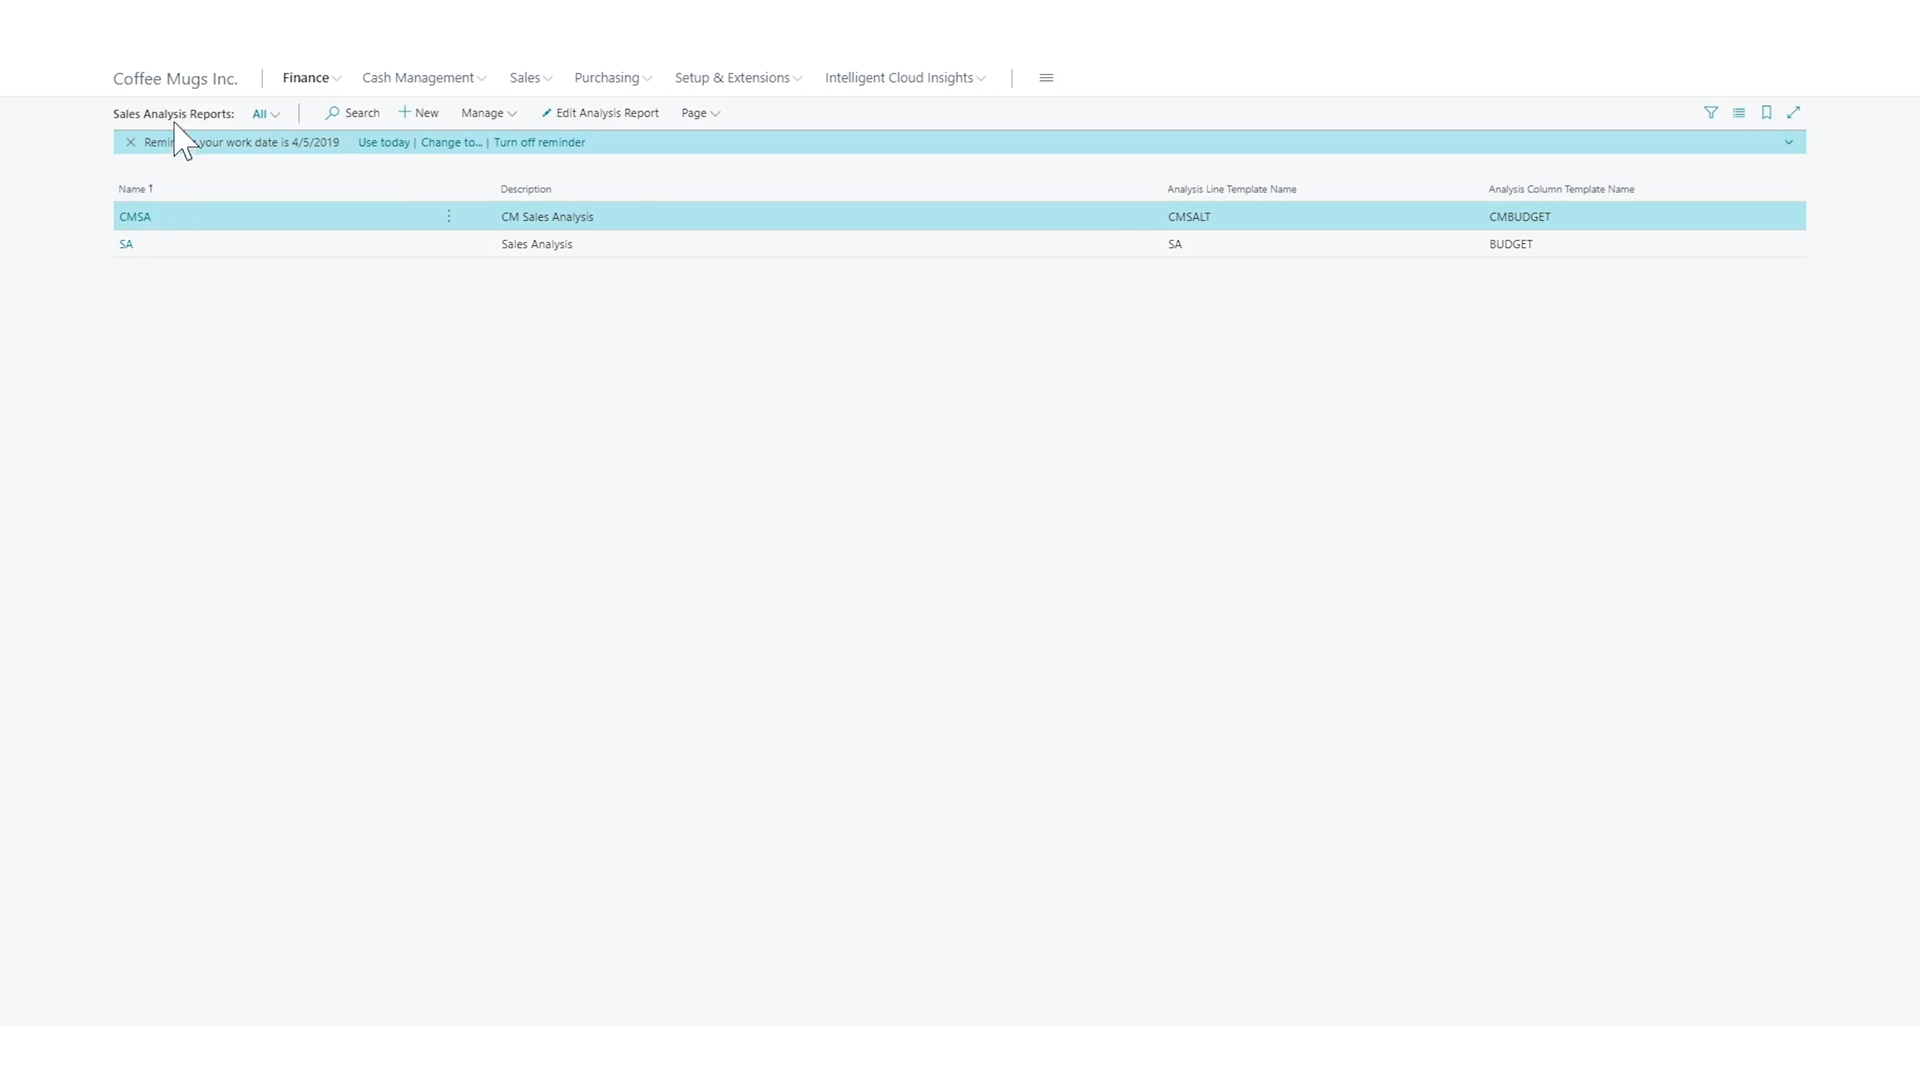 Coffee Mugs Inc. Finance Cash Management Sales Purchasing Setup & Extensions Intelligent Cloud Insights
Sales Analysis Reports: All Search New Manage Edit Analysis Report Page
your work date is 4/5/2019 Use today | Change to... | Turn off reminder
Name ↑ Description Analysis Line Template Name Analysis Column Template Name
CMSA CM Sales Analysis CMSALT CMBUDGET
SA Sales Analysis SA BUDGET